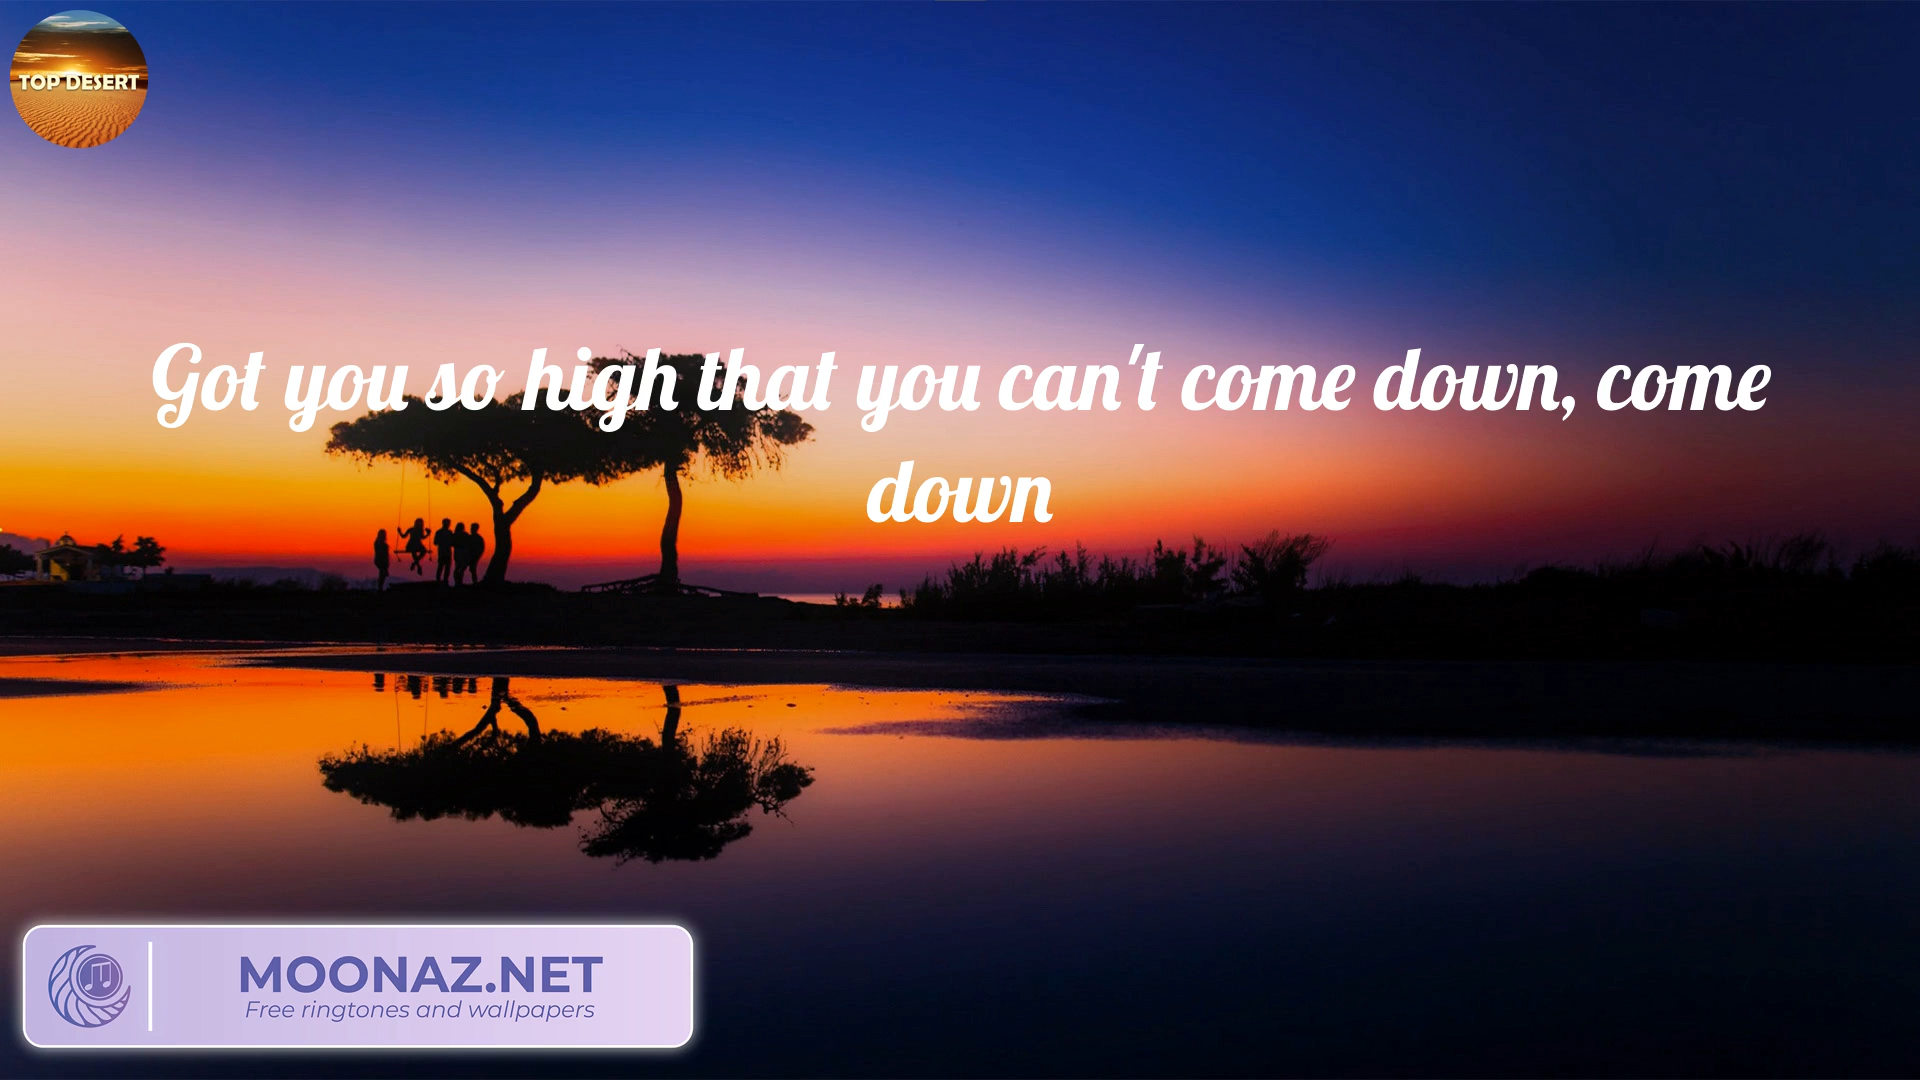 TOP DESERT
Got you so high that you can't come down, come
down
MOONAZ.NET
Free ringtones and wallpapers